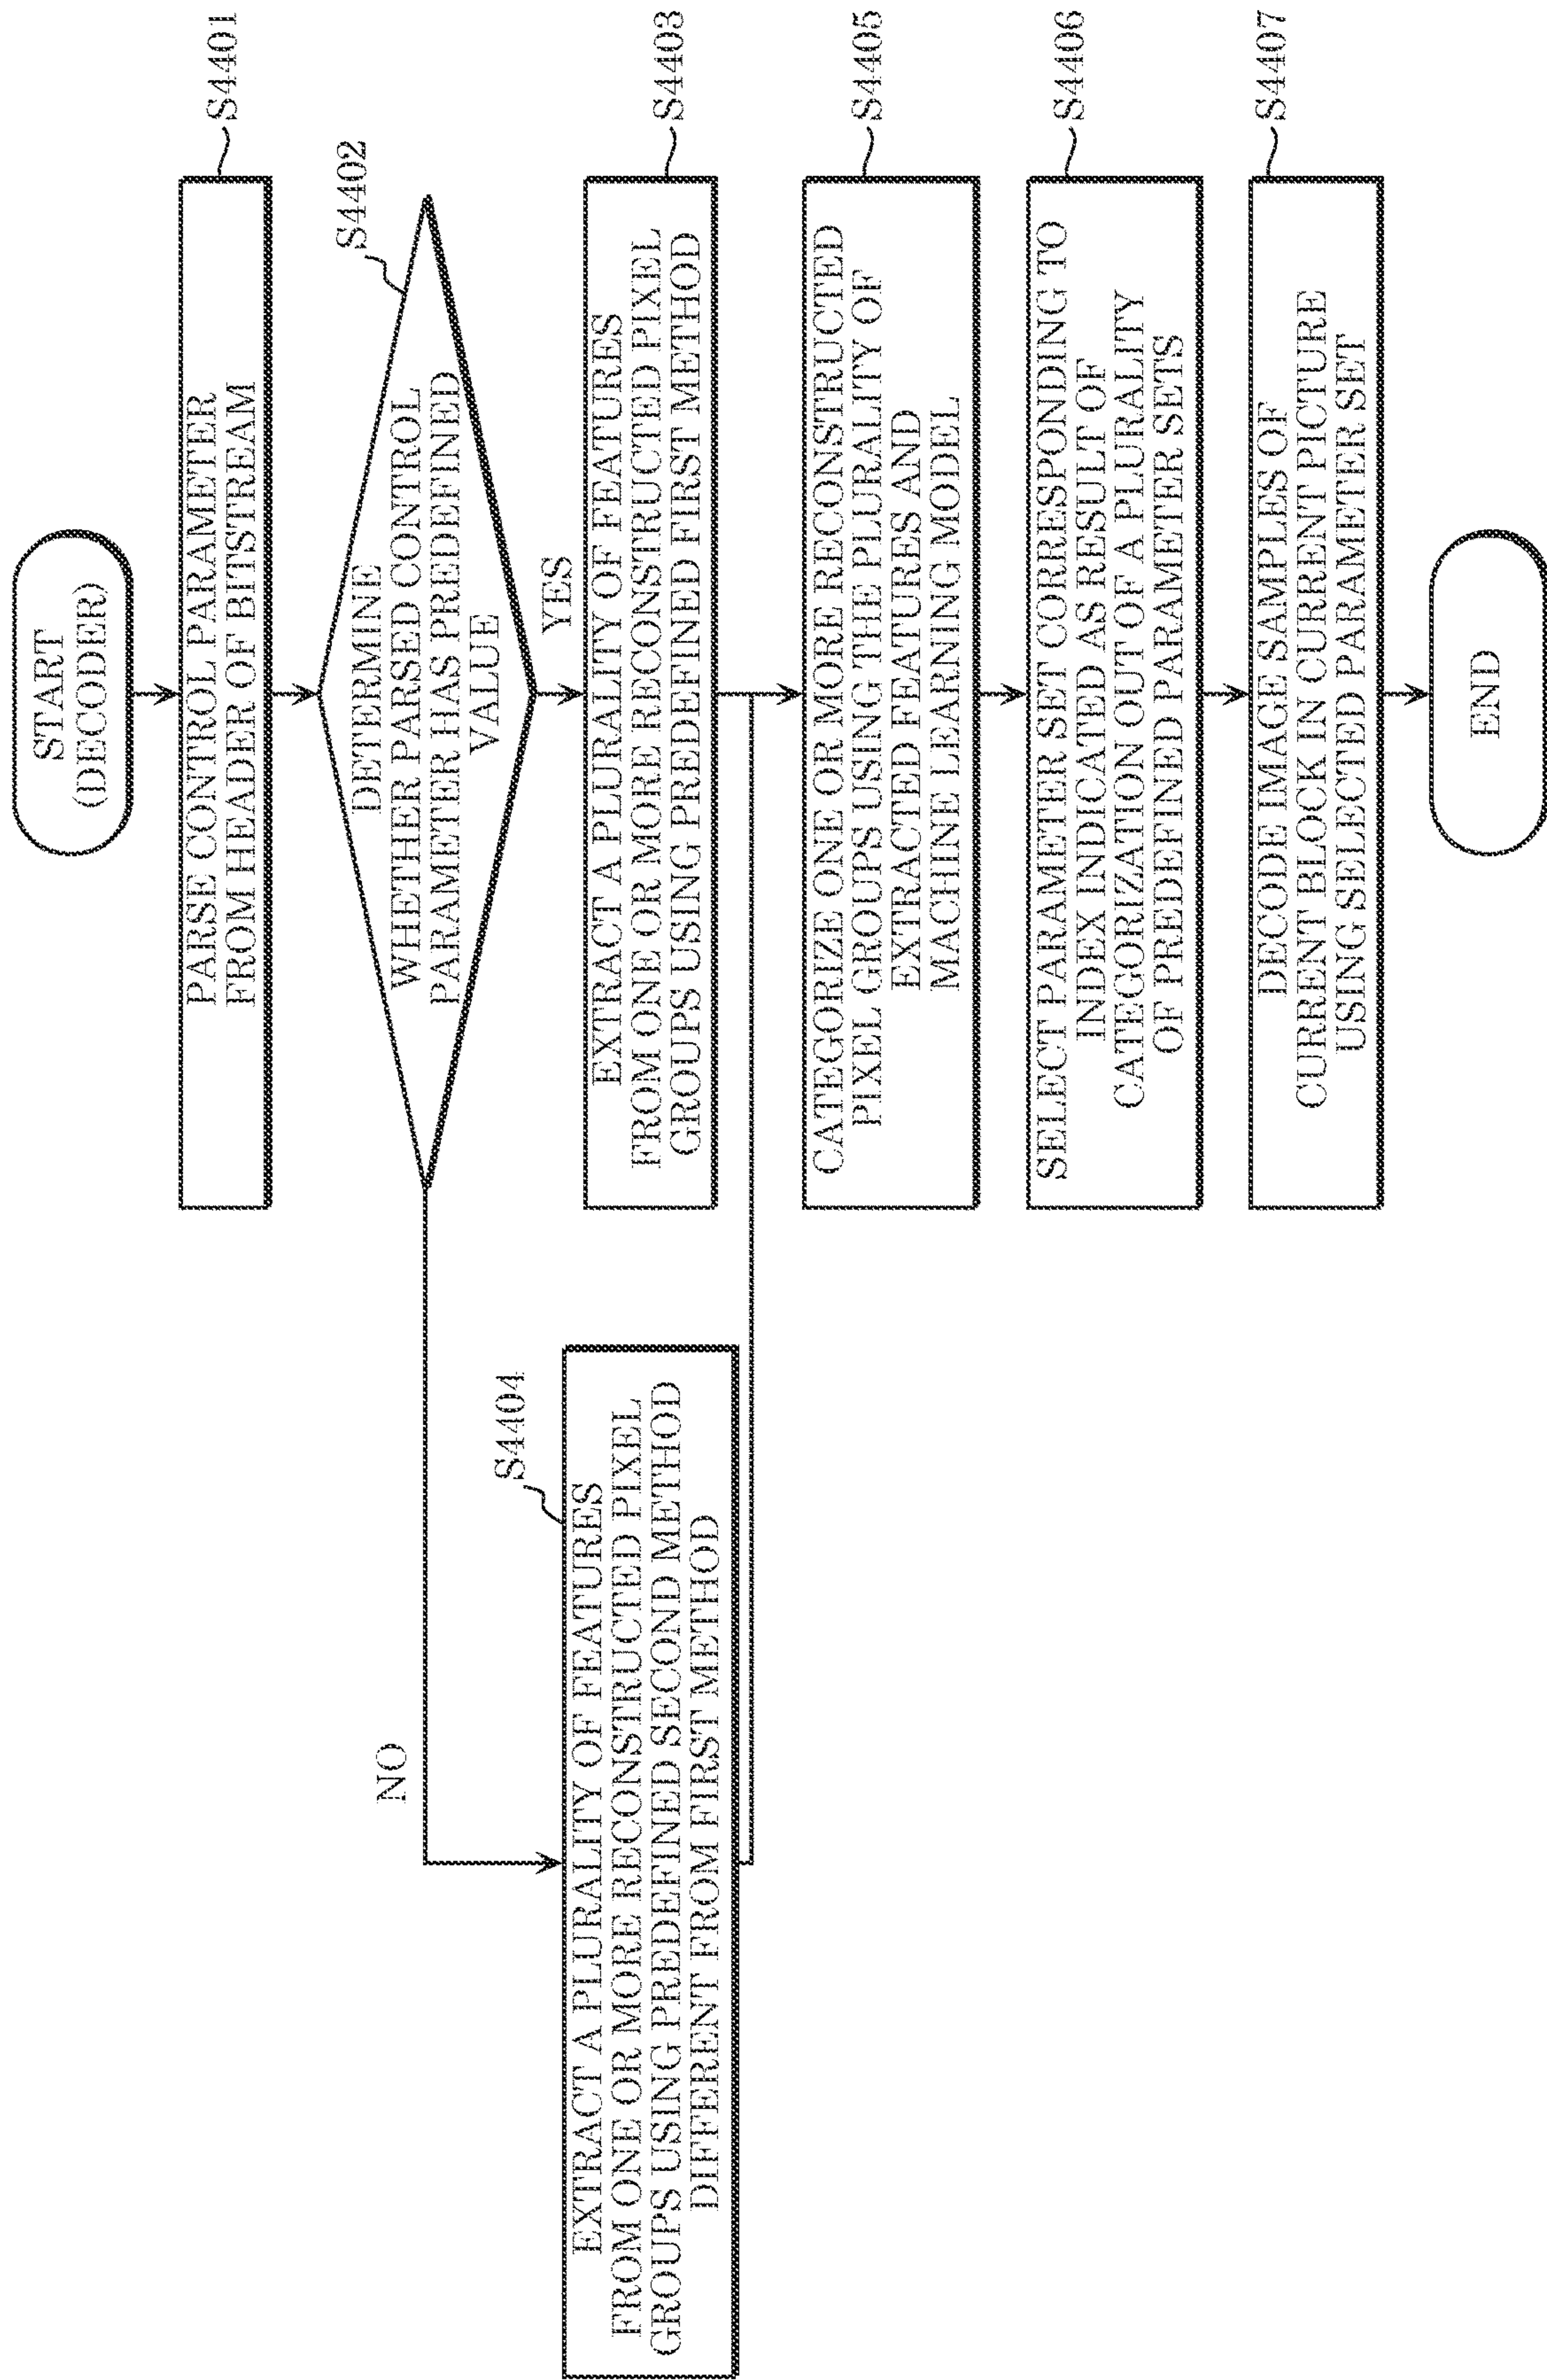 START
(DECODER)
PARSE CONTROL PARAMETER
FROM HEADER OF BITSTREAM
S4401
DETERMINE
WHETHER PARSED CONTROL
PARAMETER HAS PREDEFINED
VALUE
S4402
YES
NO
EXTRACT A PLURALITY OF FEATURES
FROM ONE OR MORE RECONSTRUCTED PIXEL
GROUPS USING PREDEFINED FIRST METHOD
S4403
EXTRACT A PLURALITY OF FEATURES
FROM ONE OR MORE RECONSTRUCTED PIXEL
GROUPS USING PREDEFINED SECOND METHOD
DIFFERENT FROM FIRST METHOD
S4404
CATEGORIZE ONE OR MORE RECONSTRUCTED
PIXEL GROUPS USING THE PLURALITY OF
EXTRACTED FEATURES AND
MACHINE LEARNING MODEL
S4405
SELECT PARAMETER SET CORRESPONDING TO
INDEX INDICATED AS RESULT OF
CATEGORIZATION OUT OF A PLURALITY
OF PREDEFINED PARAMETER SETS
S4406
DECODE IMAGE SAMPLES OF
CURRENT BLOCK IN CURRENT PICTURE
USING SELECTED PARAMETER SET
S4407
END